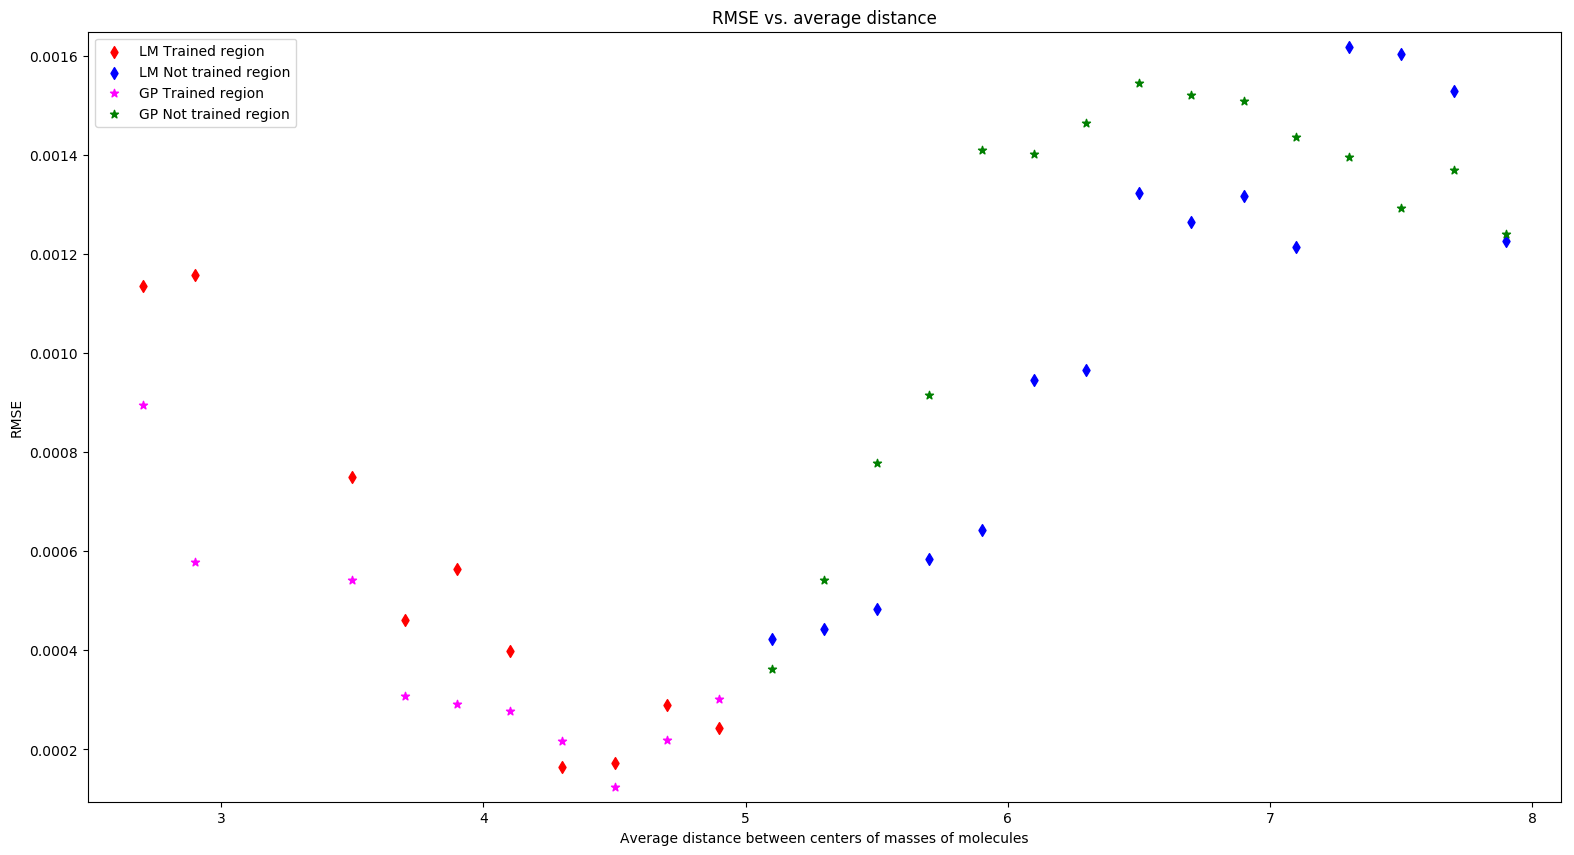 RMSE vs. average distance
LM Trained region
LM Not trained region
GP Trained region
GP Not trained region
RMSE
0.0016
0.0014
0.0012
0.0010
0.0008
0.0006
0.0004
0.0002
3
4
5
6
7
8
Average distance between centers of masses of molecules